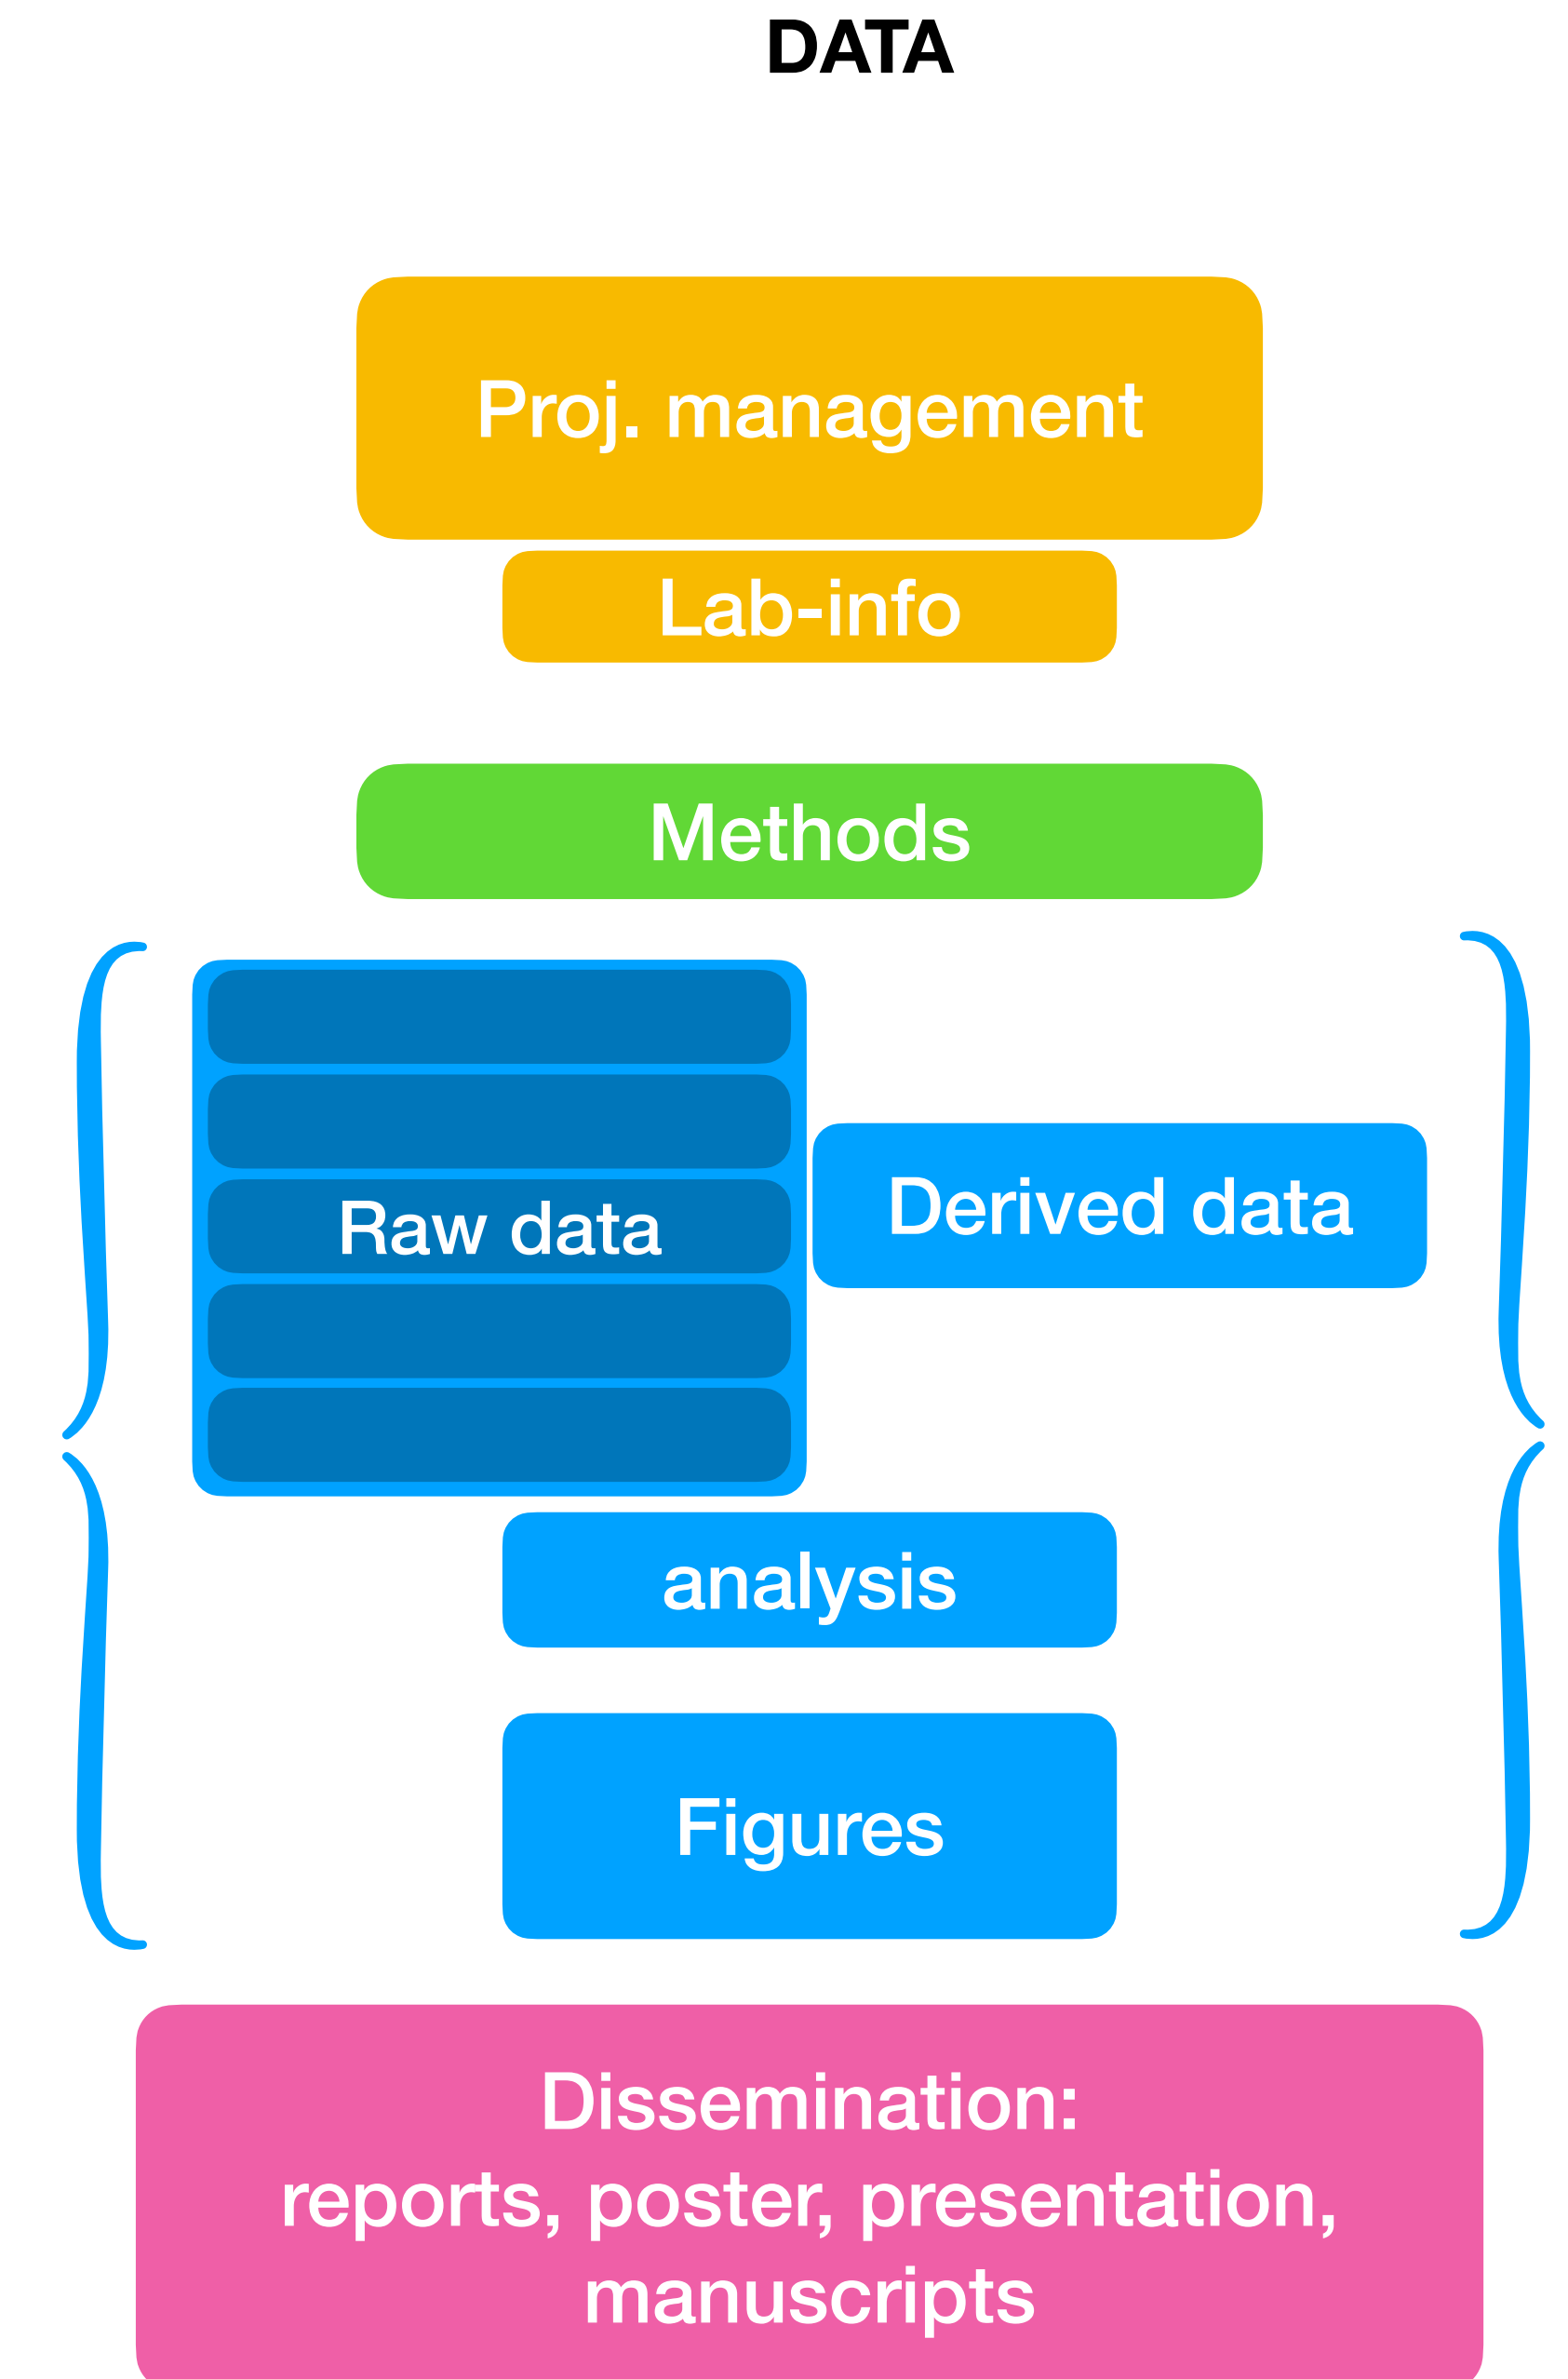 DATA
Proj. management
Lab-info
Methods
Raw data
Derived data
analysis
Figures
Dissemination:
reports, poster, presentation,
manuscripts